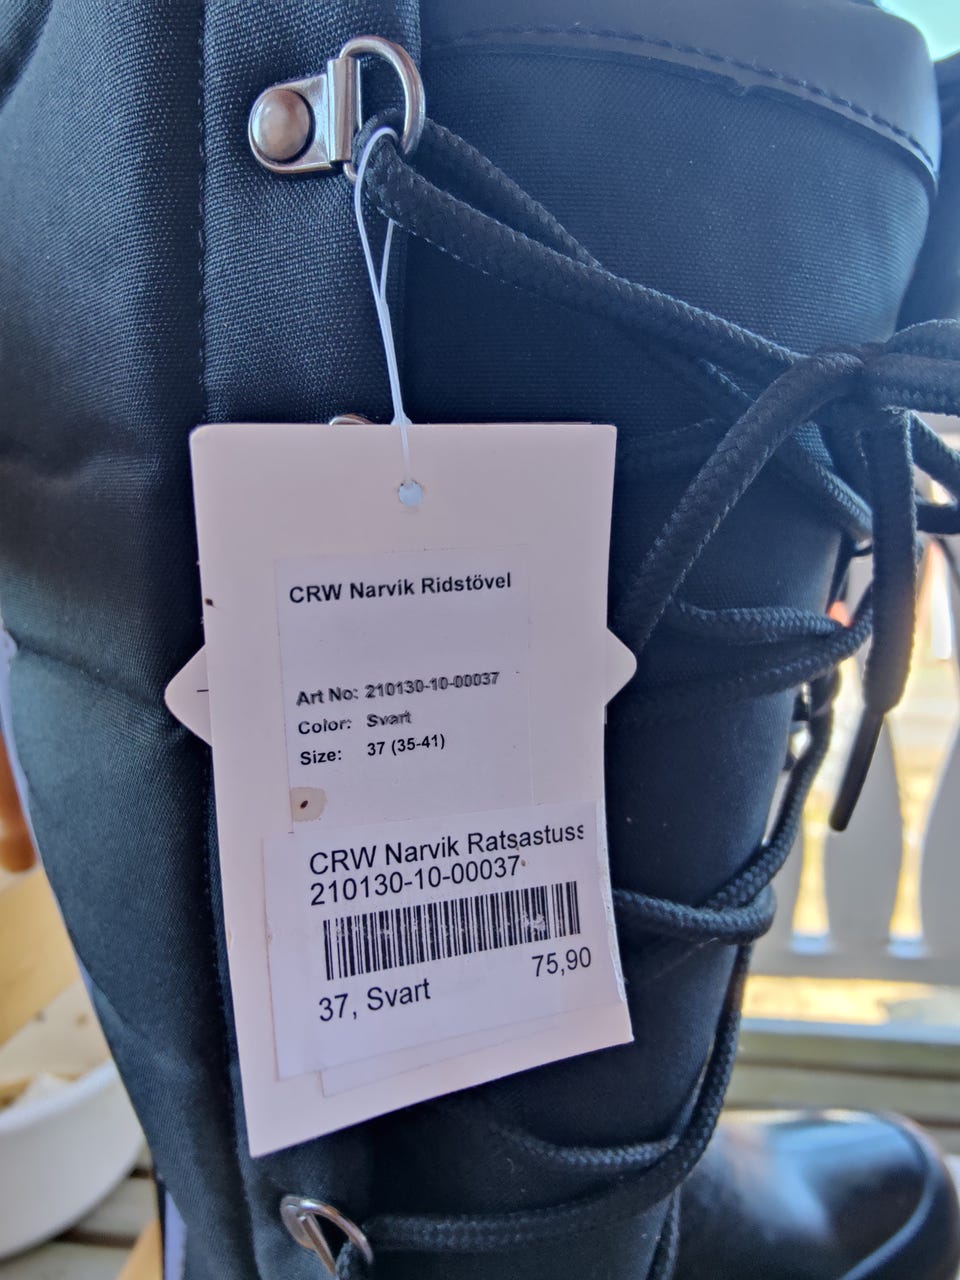 CRW Narvik Ridstövel
Art No: 210130-10-00037
Color: Svart
Size: 37 (35-41)
CRW Narvik Ratsastuss
210130-10-00037
37, Svart 75,90